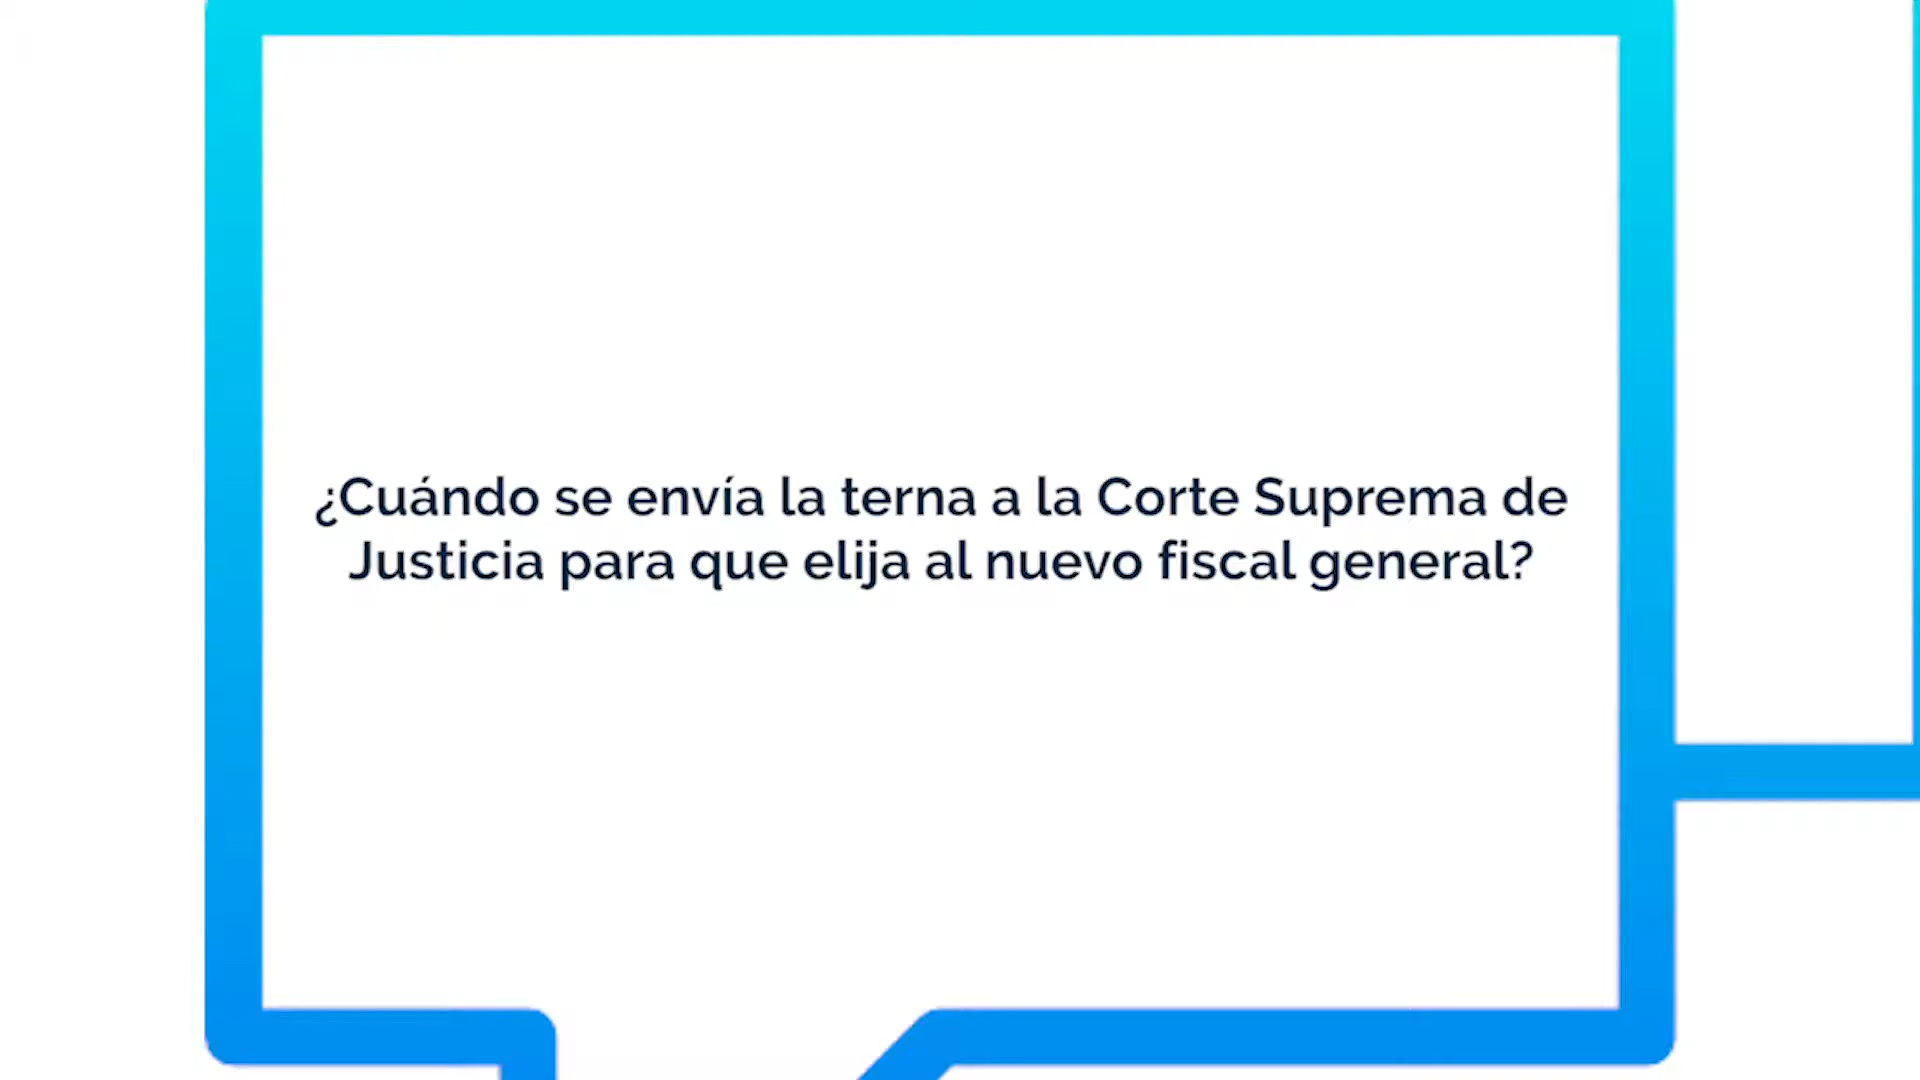 ¿Cuándo se envía la terna a la Corte Suprema de
Justicia para que elija al nuevo fiscal general?